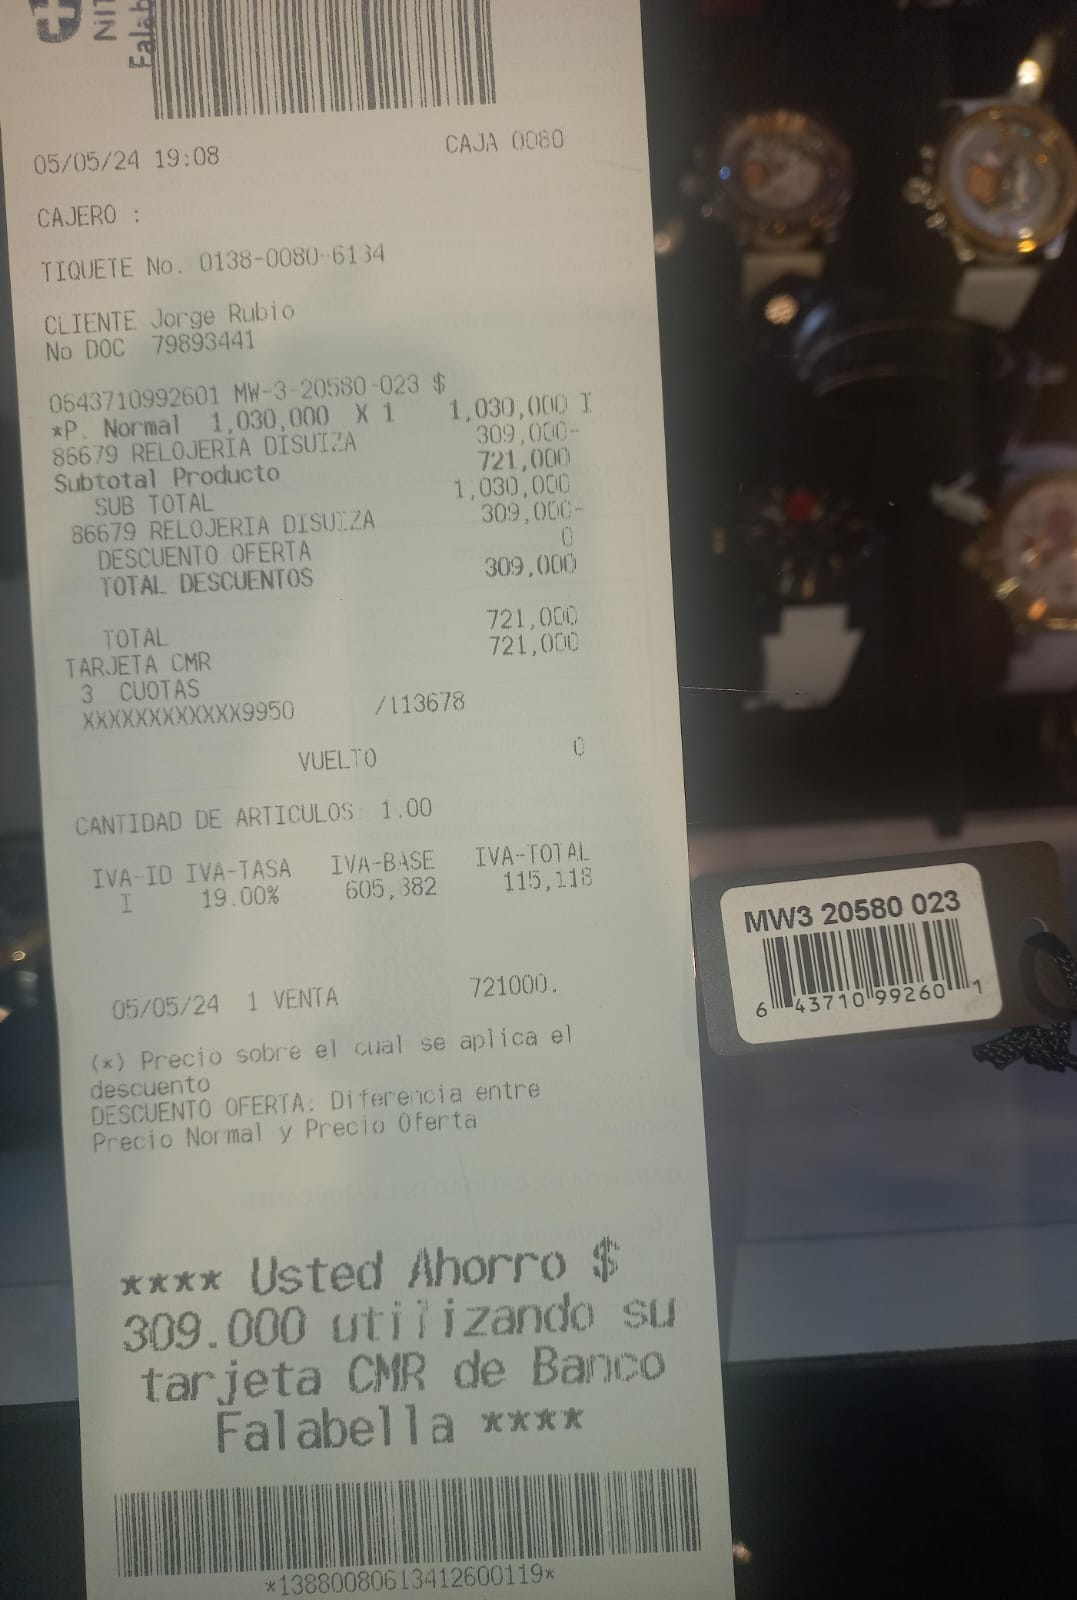 NIT
Falab
05/05/24 19:08 CAJA 0080
CAJERO :
TIQUETE No. 0138-0080-6134
CLIENTE Jorge Rubio
No DOC 79893441
0643710992601 MW-3-20580-023 $
*P. Normal 1,030,000 X 1 1,030,000 I
86679 RELOJERIA DISUIZA 309,000-
Subtotal Producto 721,000
SUB TOTAL 1,030,000
86679 RELOJERIA DISUIZA 309,000-
DESCUENTO OFERTA 0
TOTAL DESCUENTOS 309,000
TOTAL 721,000
TARJETA CMR 721,000
3 CUOTAS
XXXXXXXXXXXX9950 /113678
VUELTO 0
CANTIDAD DE ARTICULOS: 1.00
IVA-ID IVA-TASA IVA-BASE IVA-TOTAL
I 19.00% 605,882 115,118
05/05/24 1 VENTA 721000.
(*) Precio sobre el cual se aplica el
descuento
DESCUENTO OFERTA: Diferencia entre
Precio Normal y Precio Oferta
**** Usted Ahorro $
309.000 utilizando su
tarjeta CMR de Banco
Falabella ****
*13880080613412600119*
MW3 20580 023
6 43710 99260 1